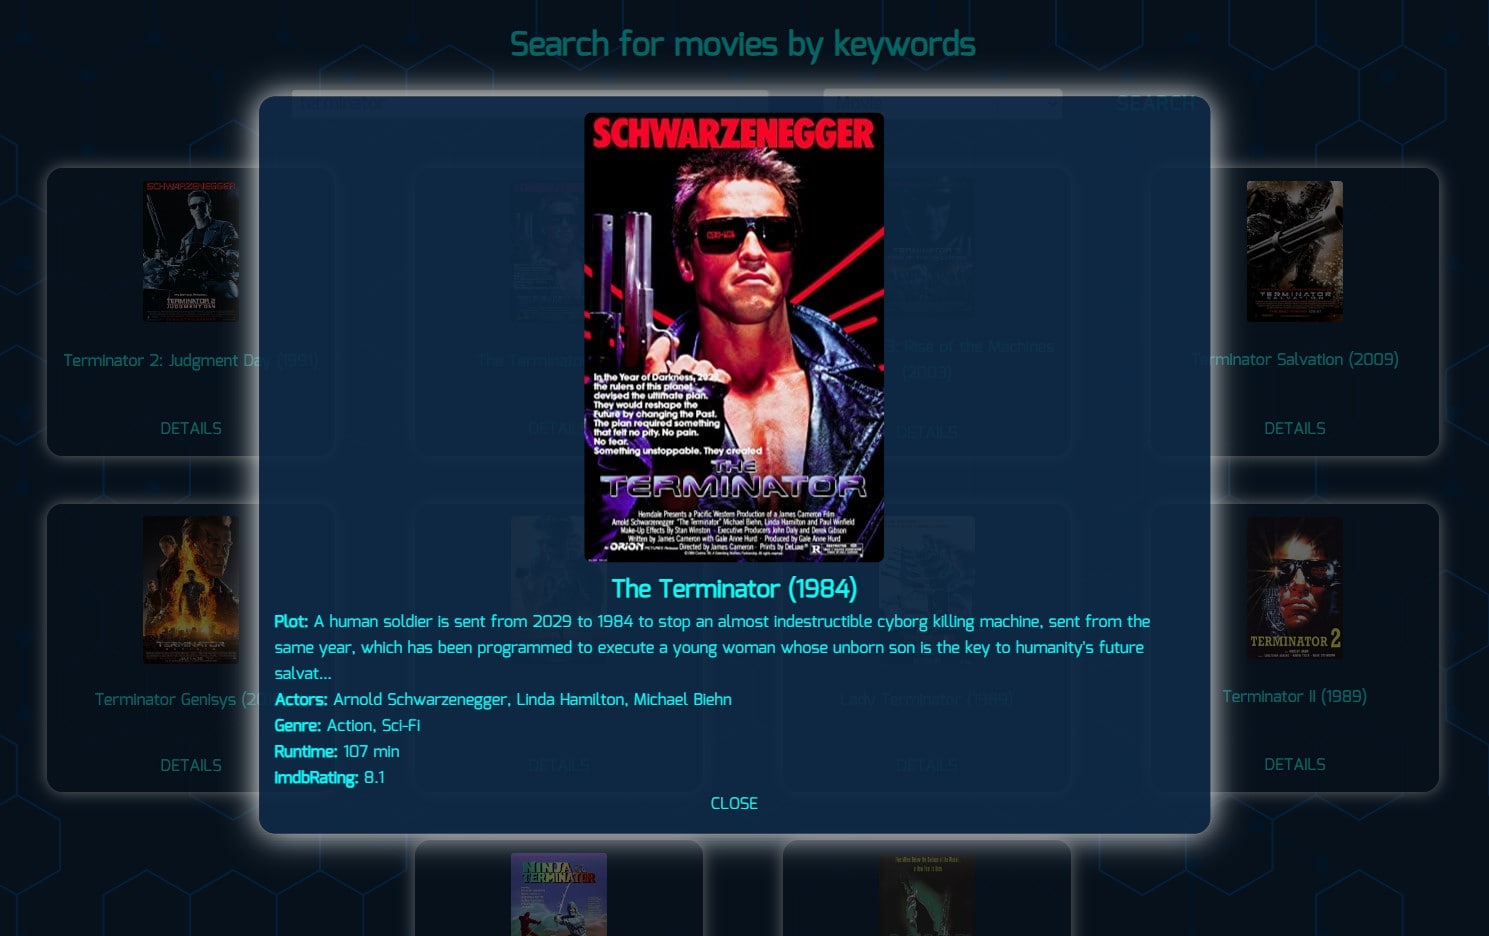 Search for movies by keywords
terminator
Movie
SEARCH
SCHWARZENEGGER
In the Year of Darkness, 2029,
the rulers of this planet
devised the ultimate plan.
They would reshape the
Future by changing the Past.
The plan required something
that felt no pity. No pain.
No fear.
Something unstoppable. They created
THE
TERMINATOR
Hemdale Presents a Pacific Western Production of a James Cameron Film
Arnold Schwarzenegger "The Terminator" Michael Biehn, Linda Hamilton and Paul Winfield
Make-Up Effects By Stan Winston · Executive Producers John Daly and Derek Gibson
Written by James Cameron with Gale Anne Hurd · Produced by Gale Anne Hurd
ORION PICTURES Release Directed by James Cameron · Prints by DeLuxe® R RESTRICTED
The Terminator (1984)
Plot: A human soldier is sent from 2029 to 1984 to stop an almost indestructible cyborg killing machine, sent from the
same year, which has been programmed to execute a young woman whose unborn son is the key to humanity's future
salvat...
Actors: Arnold Schwarzenegger, Linda Hamilton, Michael Biehn
Genre: Action, Sci-Fi
Runtime: 107 min
ImdbRating: 8.1
CLOSE
SCHWARZENEGGER
TERMINATOR 2
JUDGMENT DAY
Terminator 2: Judgment Day (1991)
DETAILS
The Terminator
DETAILS
3: Rise of the Machines
(2003)
DETAILS
TERMINATOR
SALVATION
Terminator Salvation (2009)
DETAILS
TERMINATOR
Terminator Genisys (20
DETAILS
DETAILS
Lady Terminator (1989)
DETAILS
TERMINATOR 2
Terminator II (1989)
DETAILS
NINJA
TERMINATOR